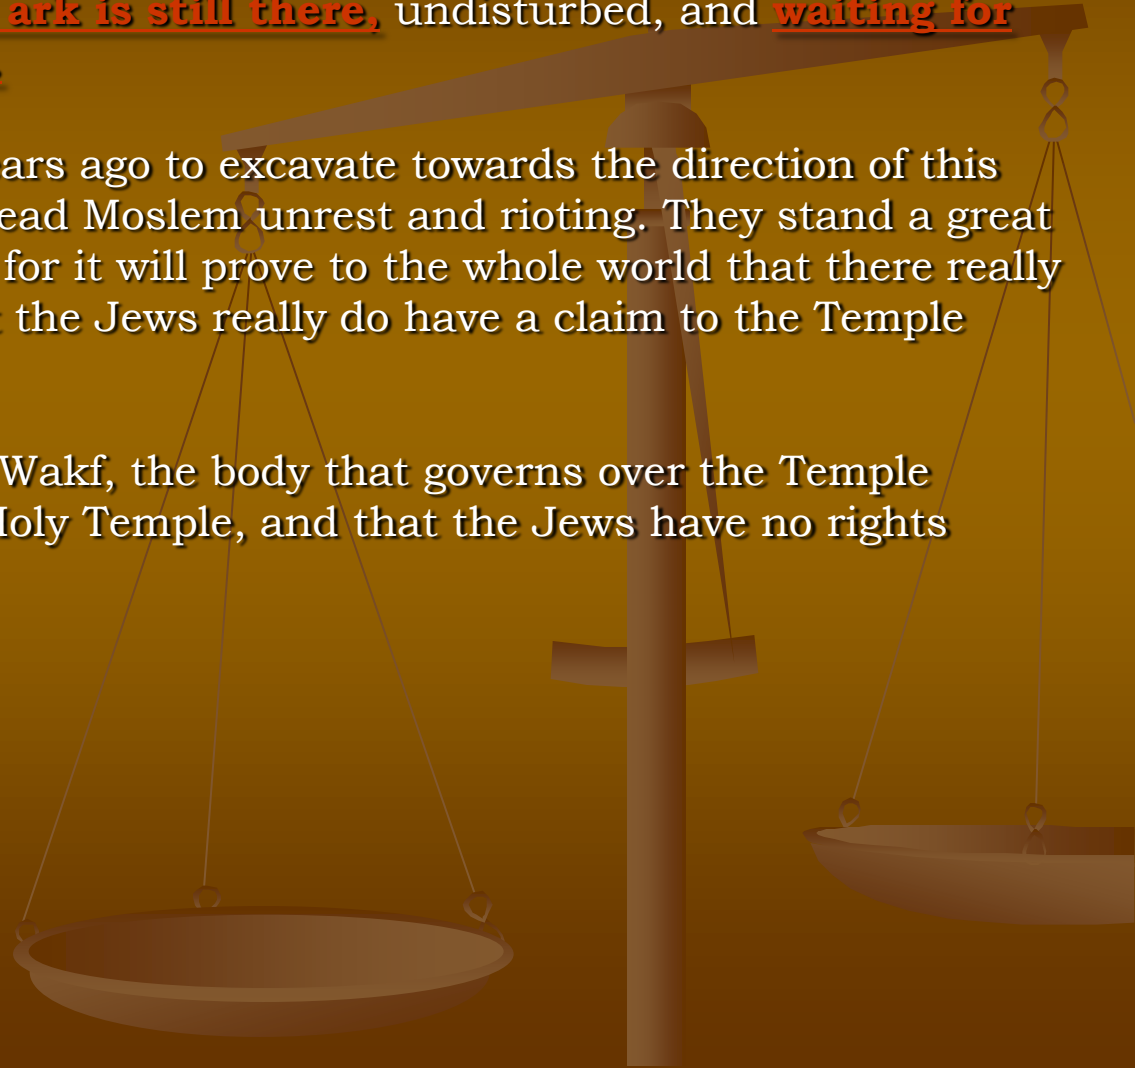 ark is still there, undisturbed, and waiting for
ars ago to excavate towards the direction of this
ead Moslem unrest and rioting. They stand a great
for it will prove to the whole world that there really
the Jews really do have a claim to the Temple
Wakf, the body that governs over the Temple
Holy Temple, and that the Jews have no rights